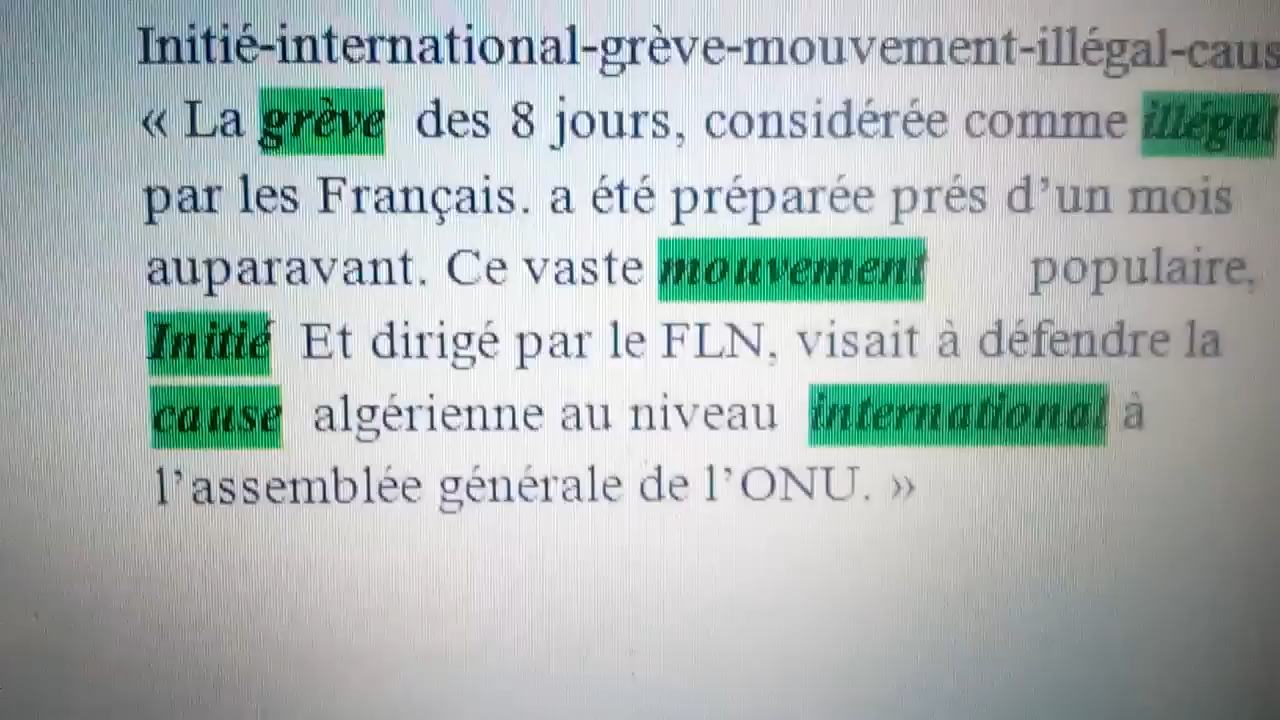 Initié-international-grève-mouvement-illégal-caus
« La grève des 8 jours, considérée comme illégal
par les Français. a été préparée prés d’un mois
auparavant. Ce vaste mouvement populaire,
Initié Et dirigé par le FLN, visait à défendre la
cause algérienne au niveau international à
l’assemblée générale de l’ONU. »